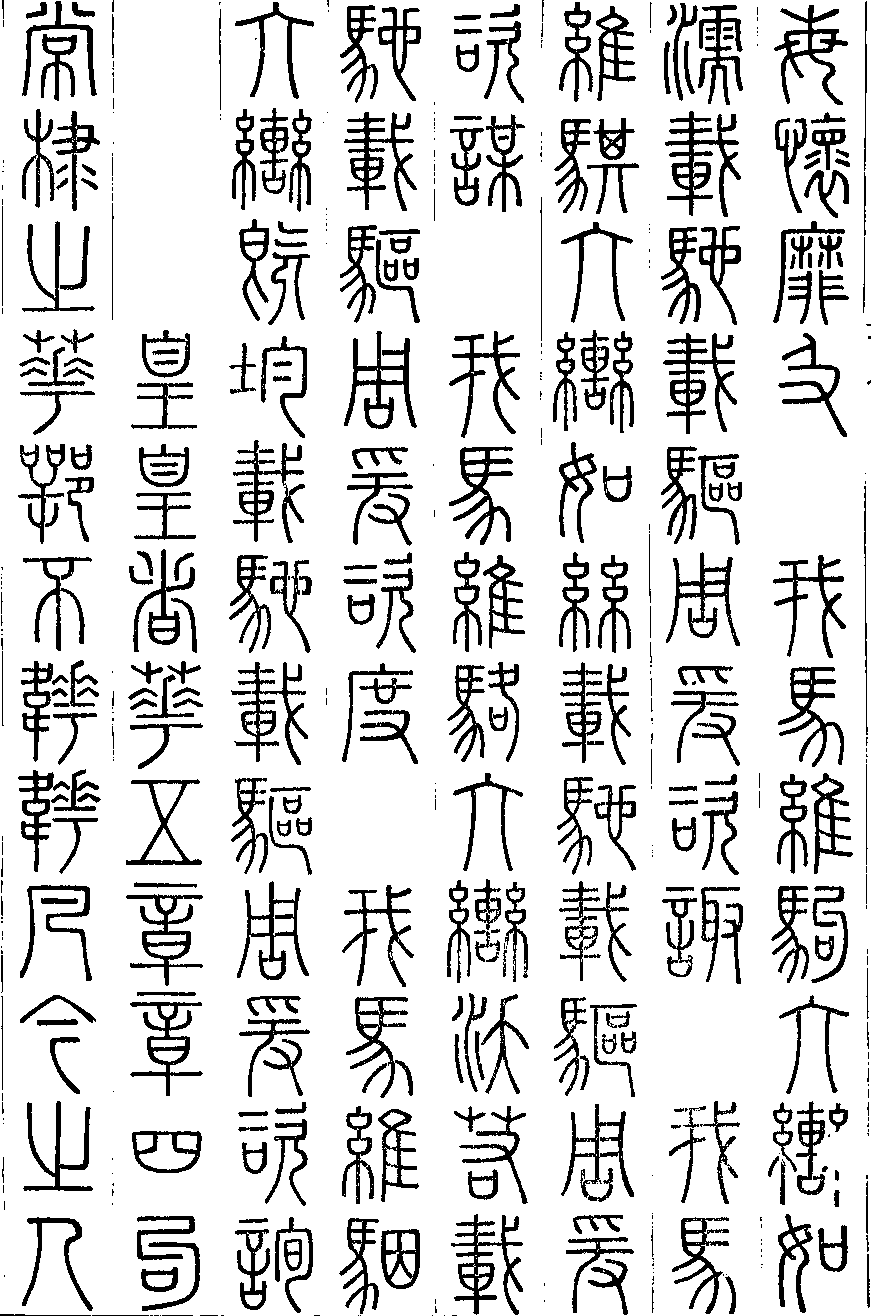 每懷靡及 我馬維駒六轡如
濡載馳載驅周爰咨諏 我馬
維騏六轡如絲載馳載驅周爰
咨謀 我馬維駱六轡沃若載
馳載驅周爰咨度 我馬維駰
六轡既均載馳載驅周爰咨詢
皇皇者華五章章四句
常棣之華鄂不韡韡凡今之人